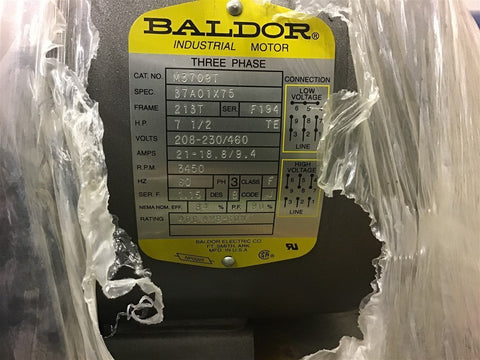 BALDOR®
INDUSTRIAL MOTOR
THREE PHASE
CAT. NO. M3709T
SPEC. 37A01X75
FRAME 213T SER. F194
H.P. 7 1/2 TE
VOLTS 208-230/460
AMPS 21-18.8/9.4
R.P.M. 3450
HZ 60 PH 3 CLASS F
SER. F. DES CODE
NEMA NOM. EFF. % P.F. %
RATING
CONNECTION
LOW VOLTAGE
LINE
HIGH VOLTAGE
LINE
BALDOR ELECTRIC CO.
FT. SMITH, ARK.
MFD. IN U.S.A.